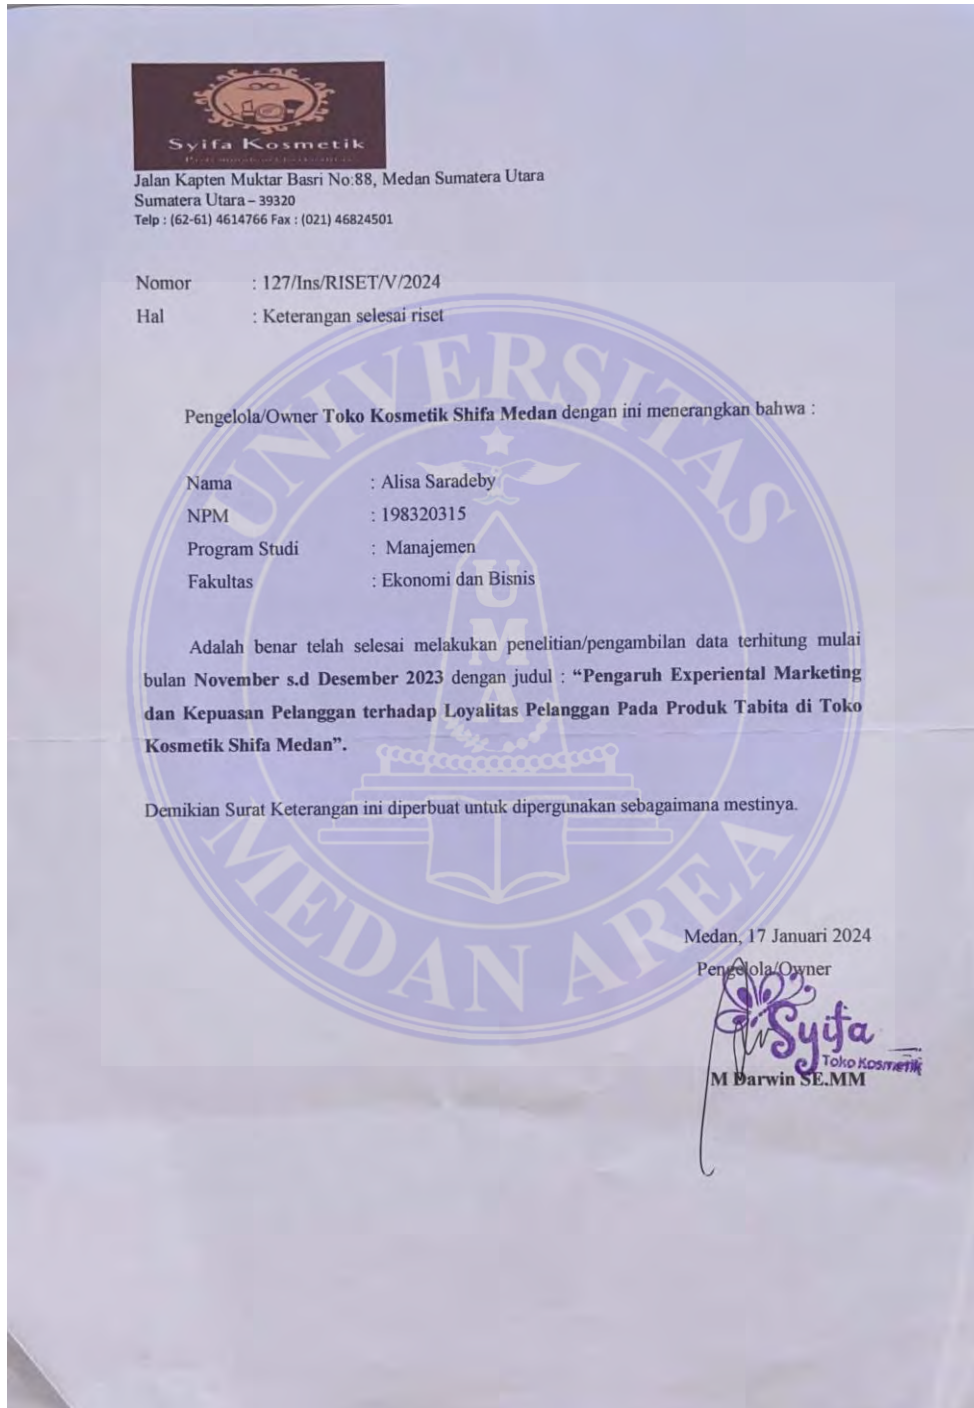 Syifa Kosmetik
Jalan Kapten Muktar Basri No:88, Medan Sumatera Utara
Sumatera Utara – 39320
Telp : (62-61) 4614766 Fax : (021) 46824501
Nomor : 127/Ins/RISET/V/2024
Hal : Keterangan selesai riset
Pengelola/Owner Toko Kosmetik Shifa Medan dengan ini menerangkan bahwa :
Nama : Alisa Saradeby
NPM : 198320315
Program Studi : Manajemen
Fakultas : Ekonomi dan Bisnis
Adalah benar telah selesai melakukan penelitian/pengambilan data terhitung mulai
bulan November s.d Desember 2023 dengan judul : “Pengaruh Experiental Marketing
dan Kepuasan Pelanggan terhadap Loyalitas Pelanggan Pada Produk Tabita di Toko
Kosmetik Shifa Medan”.
Demikian Surat Keterangan ini diperbuat untuk dipergunakan sebagaimana mestinya.
Medan, 17 Januari 2024
Pengelola/Owner
Syifa
Toko Kosmetik
M Darwin SE.MM
UNIVERSITAS
UMA
MEDAN AREA